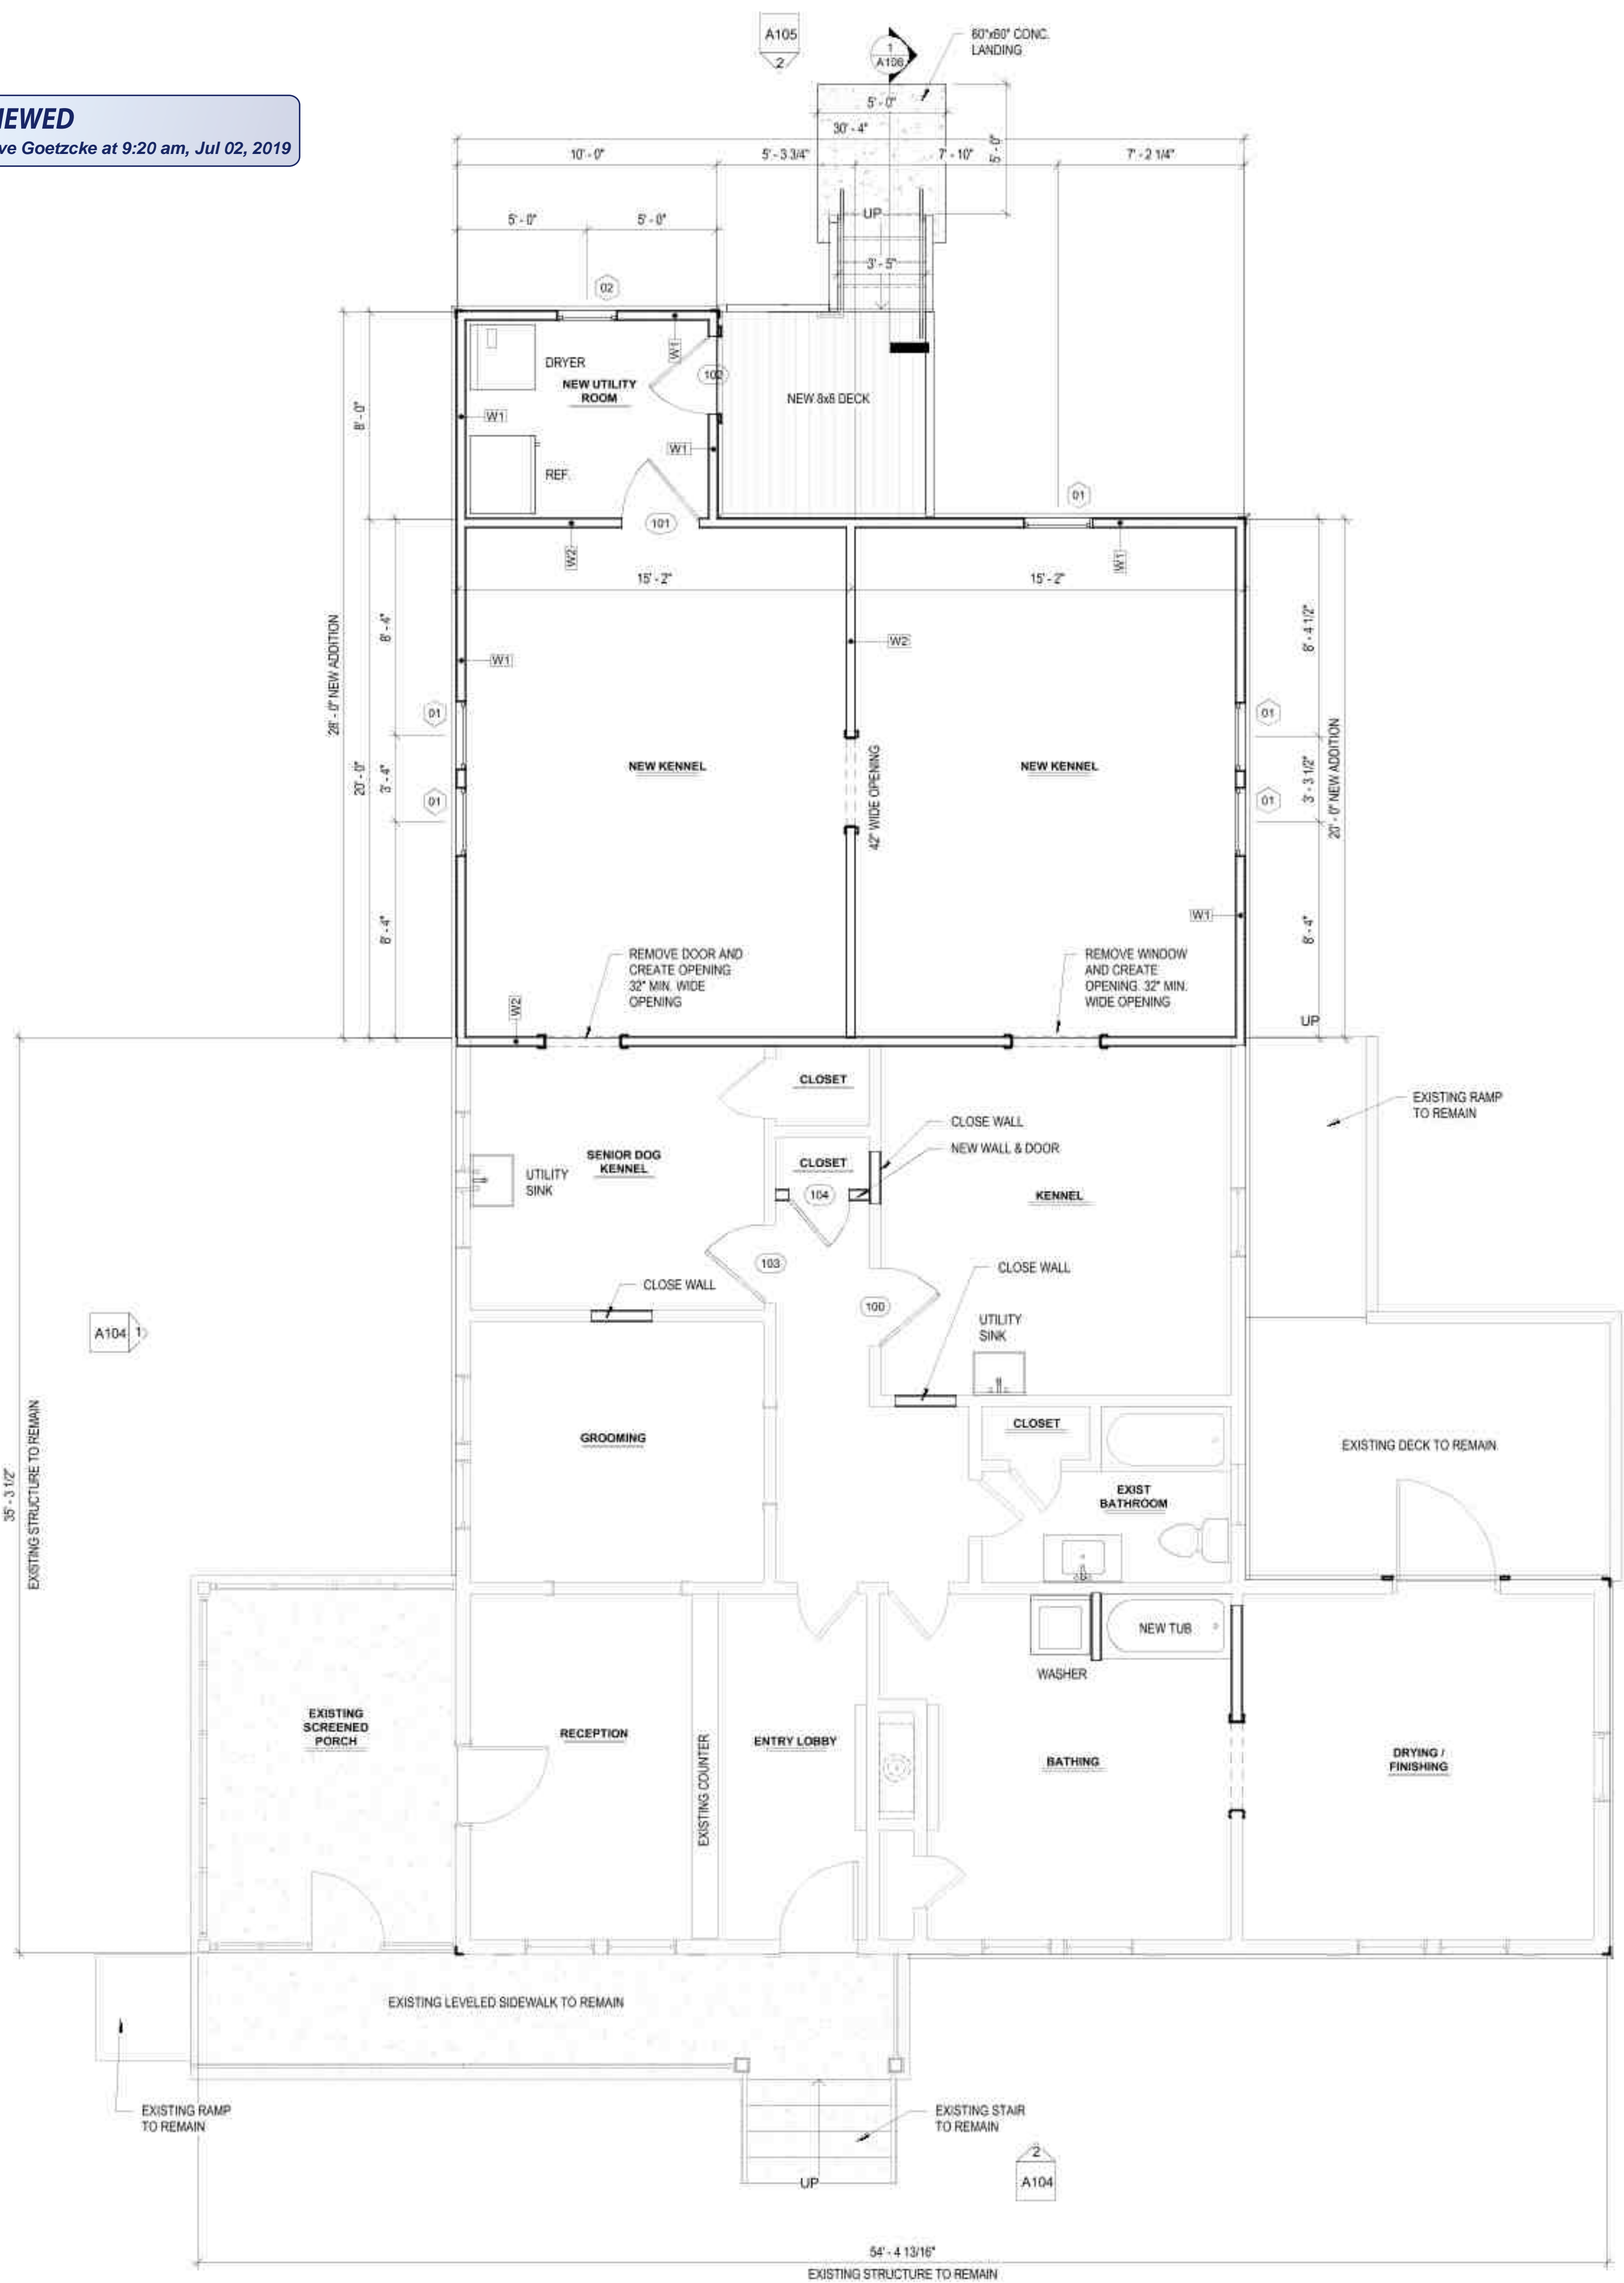 A105
2
1
A106
60"x60" CONC.
LANDING
IEWED
ve Goetzcke at 9:20 am, Jul 02, 2019
5' - 0"
30' - 4"
10' - 0"
5' - 3 3/4"
7' - 10"
5' - 0"
7' - 2 1/4"
5' - 0"
5' - 0"
UP
3' - 5"
02
DRYER
W1
NEW UTILITY
ROOM
102
NEW 8x8 DECK
8' - 0"
W1
W1
REF.
01
101
W2
W1
15' - 2"
15' - 2"
28' - 0" NEW ADDITION
8' - 4"
8' - 4 1/2"
W2
W1
01
01
20' - 0"
3' - 4"
NEW KENNEL
42" WIDE OPENING
NEW KENNEL
3' - 3 1/2"
20' - 0" NEW ADDITION
01
01
8' - 4"
W1
8' - 4"
REMOVE DOOR AND
CREATE OPENING
32" MIN. WIDE
OPENING
REMOVE WINDOW
AND CREATE
OPENING. 32" MIN.
WIDE OPENING
W2
UP
CLOSET
EXISTING RAMP
TO REMAIN
CLOSE WALL
NEW WALL & DOOR
SENIOR DOG
KENNEL
CLOSET
UTILITY
SINK
104
KENNEL
103
CLOSE WALL
CLOSE WALL
100
UTILITY
SINK
A104
1
GROOMING
CLOSET
EXISTING DECK TO REMAIN
EXIST
BATHROOM
35' - 3 1/2"
EXISTING STRUCTURE TO REMAIN
NEW TUB
WASHER
EXISTING
SCREENED
PORCH
RECEPTION
EXISTING COUNTER
ENTRY LOBBY
BATHING
DRYING /
FINISHING
EXISTING LEVELED SIDEWALK TO REMAIN
EXISTING RAMP
TO REMAIN
EXISTING STAIR
TO REMAIN
UP
2
A104
54' - 4 13/16"
EXISTING STRUCTURE TO REMAIN